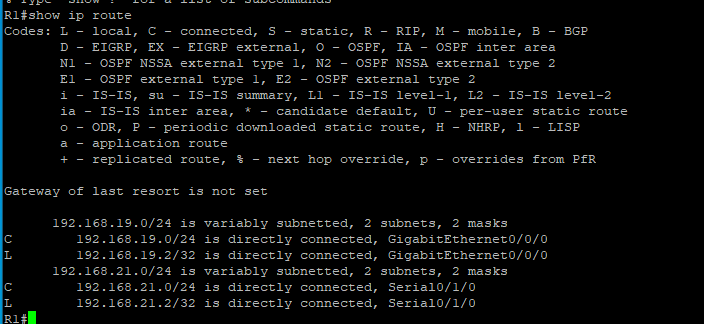 R1#show ip route
Codes: L - local, C - connected, S - static, R - RIP, M - mobile, B - BGP
D - EIGRP, EX - EIGRP external, O - OSPF, IA - OSPF inter area
N1 - OSPF NSSA external type 1, N2 - OSPF NSSA external type 2
E1 - OSPF external type 1, E2 - OSPF external type 2
i - IS-IS, su - IS-IS summary, L1 - IS-IS level-1, L2 - IS-IS level-2
ia - IS-IS inter area, * - candidate default, U - per-user static route
o - ODR, P - periodic downloaded static route, H - NHRP, l - LISP
a - application route
+ - replicated route, % - next hop override, p - overrides from PfR
Gateway of last resort is not set
192.168.19.0/24 is variably subnetted, 2 subnets, 2 masks
C 192.168.19.0/24 is directly connected, GigabitEthernet0/0/0
L 192.168.19.2/32 is directly connected, GigabitEthernet0/0/0
192.168.21.0/24 is variably subnetted, 2 subnets, 2 masks
C 192.168.21.0/24 is directly connected, Serial0/1/0
L 192.168.21.2/32 is directly connected, Serial0/1/0
R1#